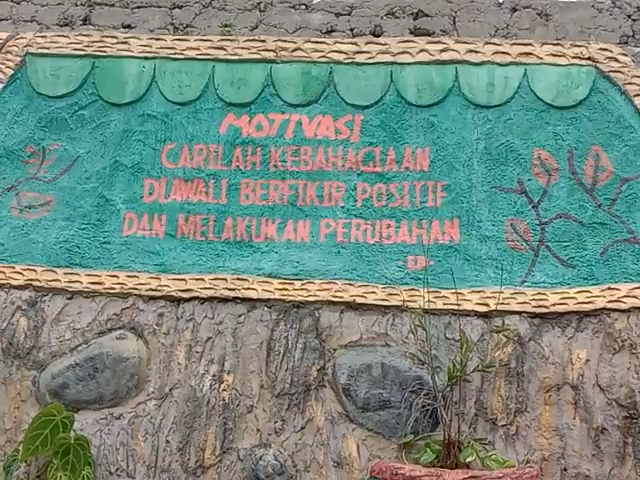 MOTIVASI
CARILAH KEBAHAGIAAN
DIAWALI BERFIKIR POSITIF
DAN MELAKUKAN PERUBAHAN